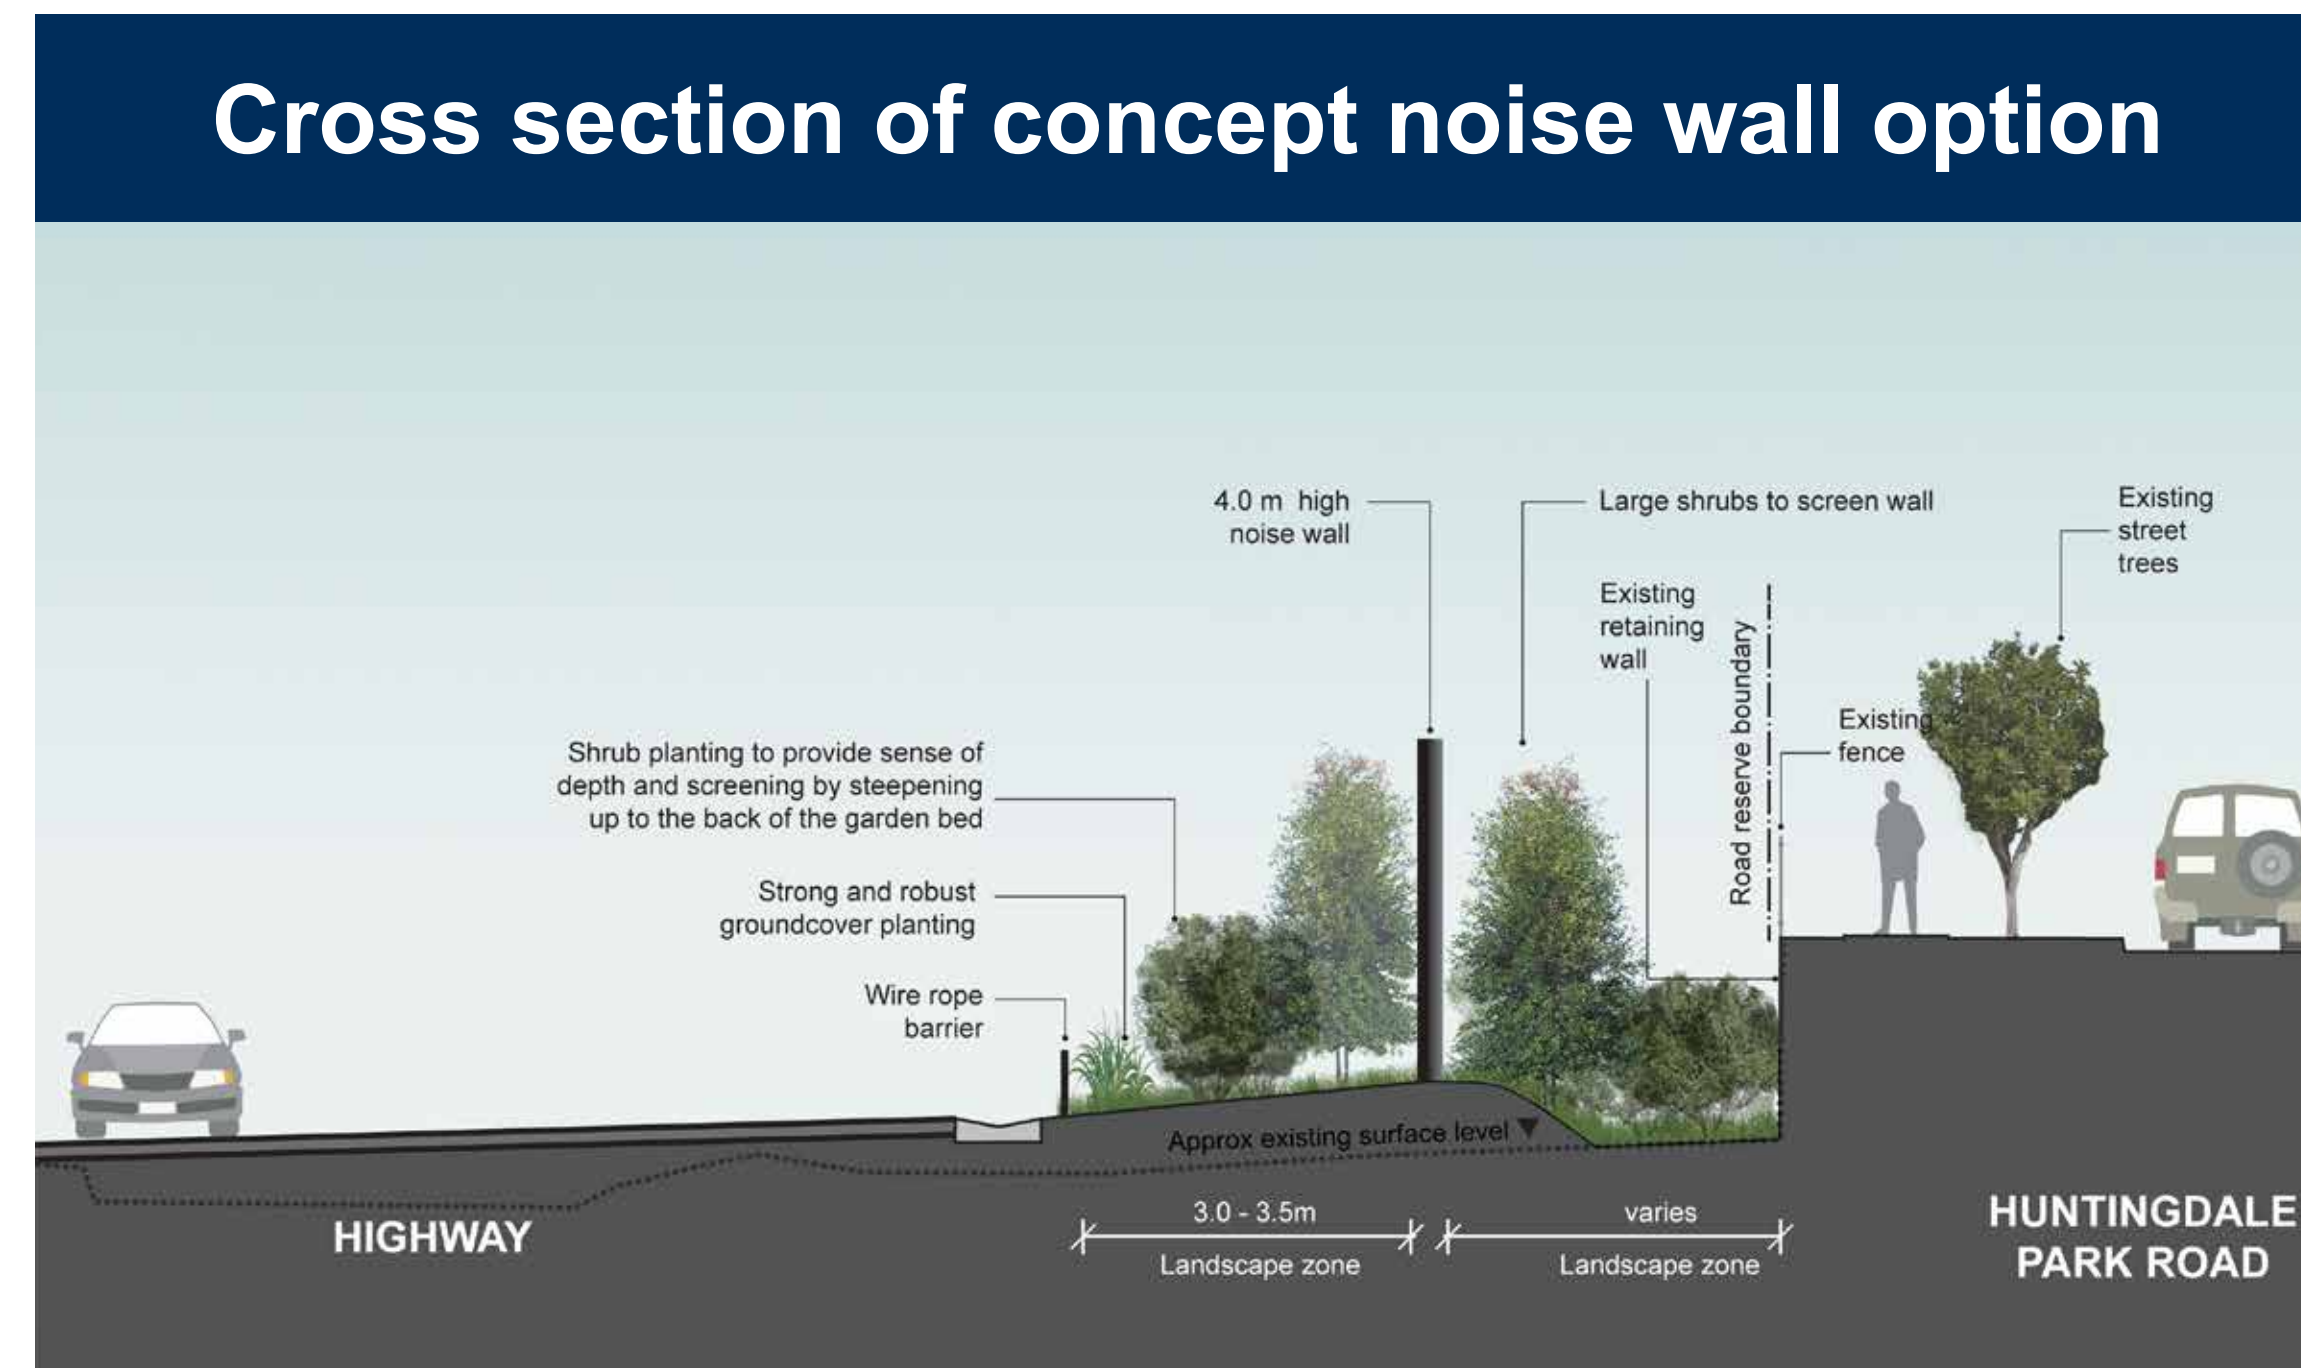 Cross section of concept noise wall option
4.0 m high
noise wall
Large shrubs to screen wall
Existing
street
trees
Existing
retaining
wall
Road reserve boundary
Existing
fence
Shrub planting to provide sense of
depth and screening by steepening
up to the back of the garden bed
Strong and robust
groundcover planting
Wire rope
barrier
Approx existing surface level
HIGHWAY
3.0 - 3.5m
Landscape zone
varies
Landscape zone
HUNTINGDALE
PARK ROAD